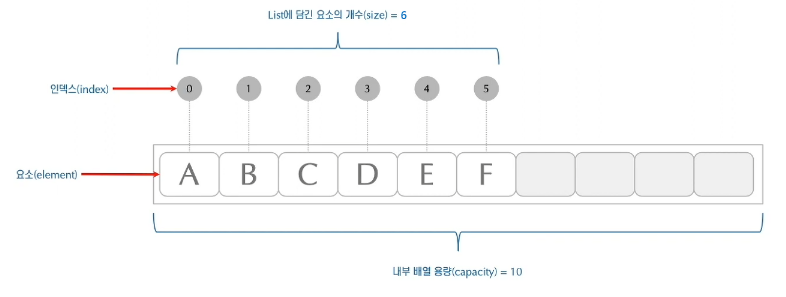 List에 담긴 요소의 개수(size) = 6
인덱스(index)
0 1 2 3 4 5
요소(element)
A B C D E F
내부 배열 용량(capacity) = 10